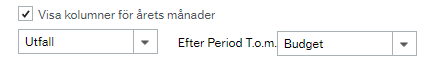 Visa kolumner för årets månader
Utfall Efter Period T.o.m. Budget